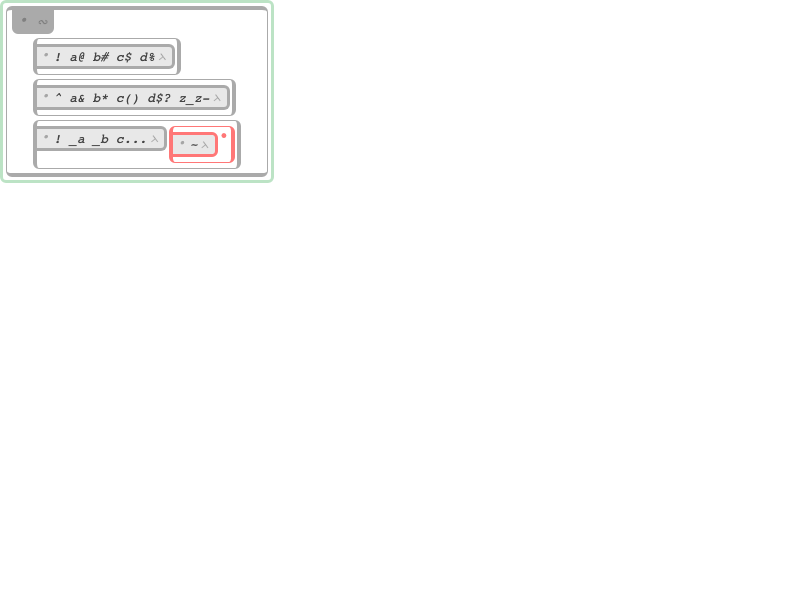 ~
! a@ b# c$ d% λ
^ a& b* c() d$? z_z- λ
! _a _b c... λ ~ λ